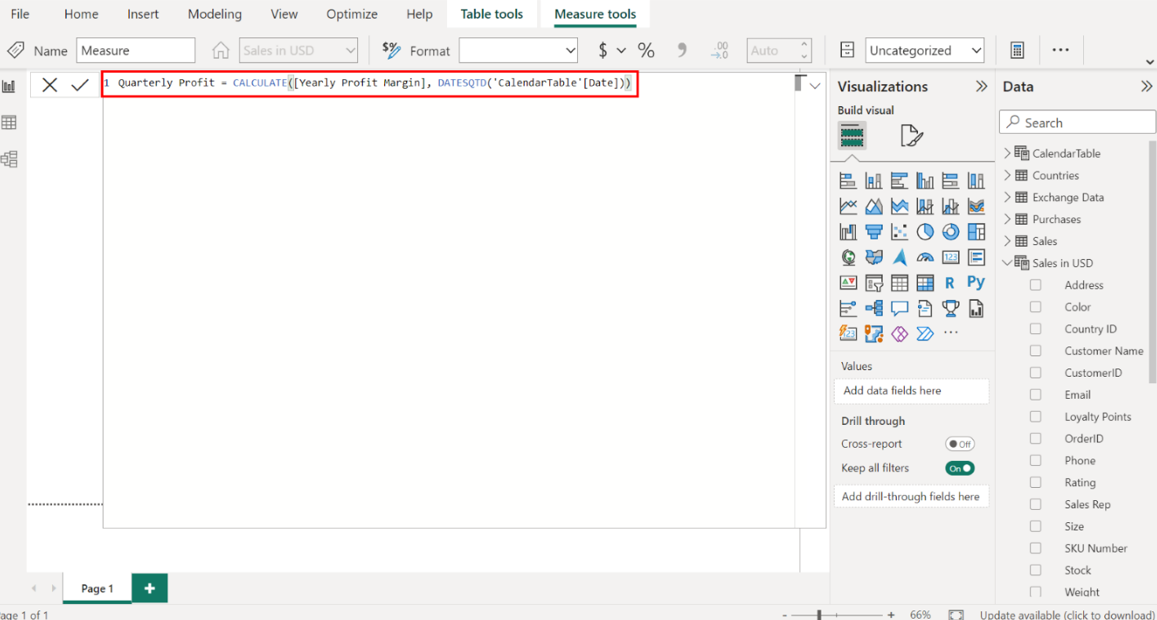 File Home Insert Modeling View Optimize Help Table tools Measure tools
Name Measure Sales in USD $% Format $ % 9 .00 →.0 Auto Uncategorized ...
1 Quarterly Profit = CALCULATE([Yearly Profit Margin], DATESQTD('CalendarTable'[Date]))
Visualizations
Build visual
123
R Py
123
...
Values
Add data fields here
Drill through
Cross-report Off
Keep all filters On
Add drill-through fields here
Data
Search
CalendarTable
Countries
Exchange Data
Purchases
Sales
Sales in USD
Address
Color
Country ID
Customer Name
CustomerID
Email
Loyalty Points
OrderID
Phone
Rating
Sales Rep
Size
SKU Number
Stock
Weight
Page 1 +
age 1 of 1 - + 66% Update available (click to download)